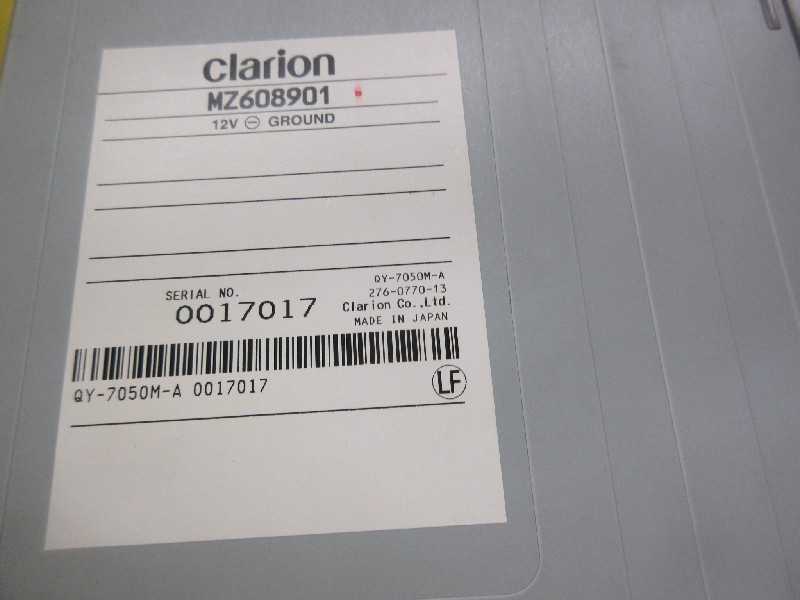 clarion
MZ608901
12V ⊖ GROUND
QY-7050M-A
SERIAL NO.
276-0770-13
0017017
Clarion Co.,Ltd.
MADE IN JAPAN
QY-7050M-A 0017017
LF